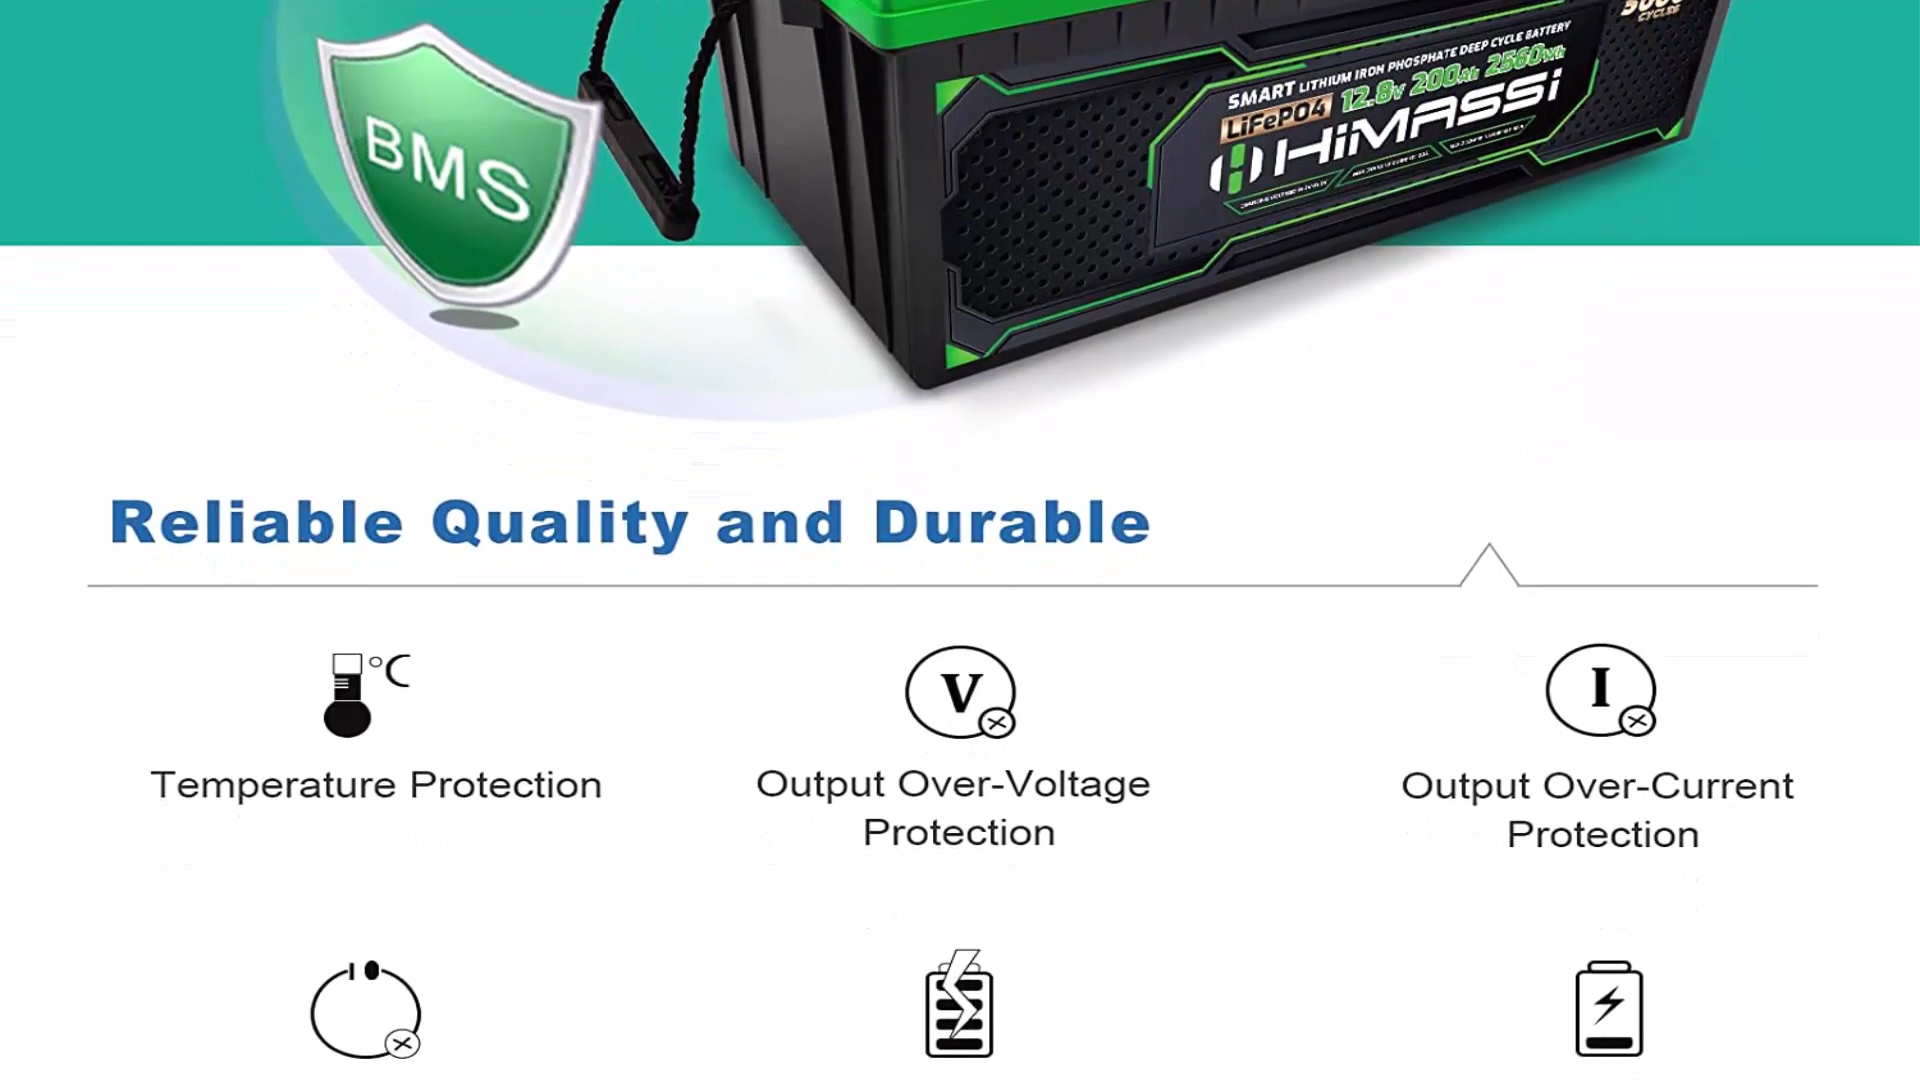 BMS
CYCLES
SMART LITHIUM IRON PHOSPHATE DEEP CYCLE BATTERY
LiFePO4 12.8V 200Ah 2560Wh
HiMASSi
Reliable Quality and Durable
°C
V
I
Temperature Protection
Output Over-Voltage
Protection
Output Over-Current
Protection